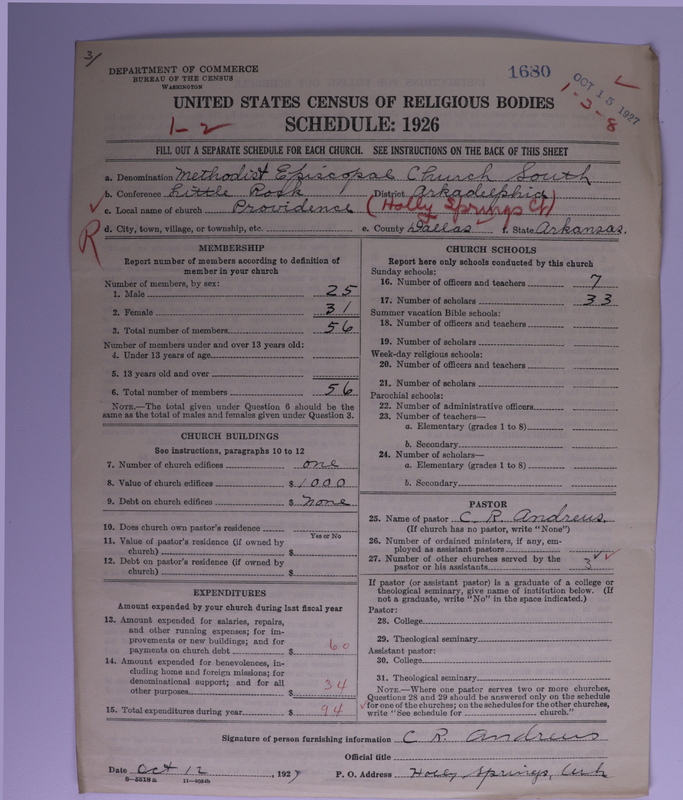 3/
DEPARTMENT OF COMMERCE
BUREAU OF THE CENSUS
WASHINGTON
1680
OCT 15 1927
1-3-8
UNITED STATES CENSUS OF RELIGIOUS BODIES
1-2
SCHEDULE: 1926
FILL OUT A SEPARATE SCHEDULE FOR EACH CHURCH. SEE INSTRUCTIONS ON THE BACK OF THIS SHEET
a. Denomination Methodist Episcopal Church South
b. Conference Little Rock District Arkadelphia
c. Local name of church Providence (Holly Springs Ct)
R
d. City, town, village, or township, etc. e. County Dallas f. State Arkansas.
MEMBERSHIP
Report number of members according to definition of
member in your church
Number of members, by sex:
1. Male 25
2. Female 31
3. Total number of members 56
Number of members under and over 13 years old:
4. Under 13 years of age
5. 13 years old and over
6. Total number of members 56
NOTE.—The total given under Question 6 should be the
same as the total of males and females given under Question 3.
CHURCH BUILDINGS
See instructions, paragraphs 10 to 12
7. Number of church edifices one
8. Value of church edifices $ 1000
9. Debt on church edifices $ none
10. Does church own pastor's residence
Yes or No
11. Value of pastor's residence (if owned by
church) $
12. Debt on pastor's residence (if owned by
church) $
EXPENDITURES
Amount expended by your church during last fiscal year
13. Amount expended for salaries, repairs,
and other running expenses; for im-
provements or new buildings; and for
payments on church debt $ 60
14. Amount expended for benevolences, in-
cluding home and foreign missions; for
denominational support; and for all
other purposes $ 34
15. Total expenditures during year $ 94
CHURCH SCHOOLS
Report here only schools conducted by this church
Sunday schools:
16. Number of officers and teachers 7
17. Number of scholars 33
Summer vacation Bible schools:
18. Number of officers and teachers
19. Number of scholars
Week-day religious schools:
20. Number of officers and teachers
21. Number of scholars
Parochial schools:
22. Number of administrative officers
23. Number of teachers—
a. Elementary (grades 1 to 8)
b. Secondary
24. Number of scholars—
a. Elementary (grades 1 to 8)
b. Secondary
PASTOR
25. Name of pastor C. R. Andrews
(If church has no pastor, write "None")
26. Number of ordained ministers, if any, em-
ployed as assistant pastors
27. Number of other churches served by the
pastor or his assistants 3
If pastor (or assistant pastor) is a graduate of a college or
theological seminary, give name of institution below. (If
not a graduate, write "No" in the space indicated.)
Pastor:
28. College
29. Theological seminary
Assistant pastor:
30. College
31. Theological seminary
NOTE.—Where one pastor serves two or more churches,
Questions 28 and 29 should be answered only on the schedule
for one of the churches; on the schedules for the other churches,
write "See schedule for church."
Signature of person furnishing information C. R. Andrews
Official title
Date Oct 12, 1927 P. O. Address Holly Springs, Ark
8-5518a